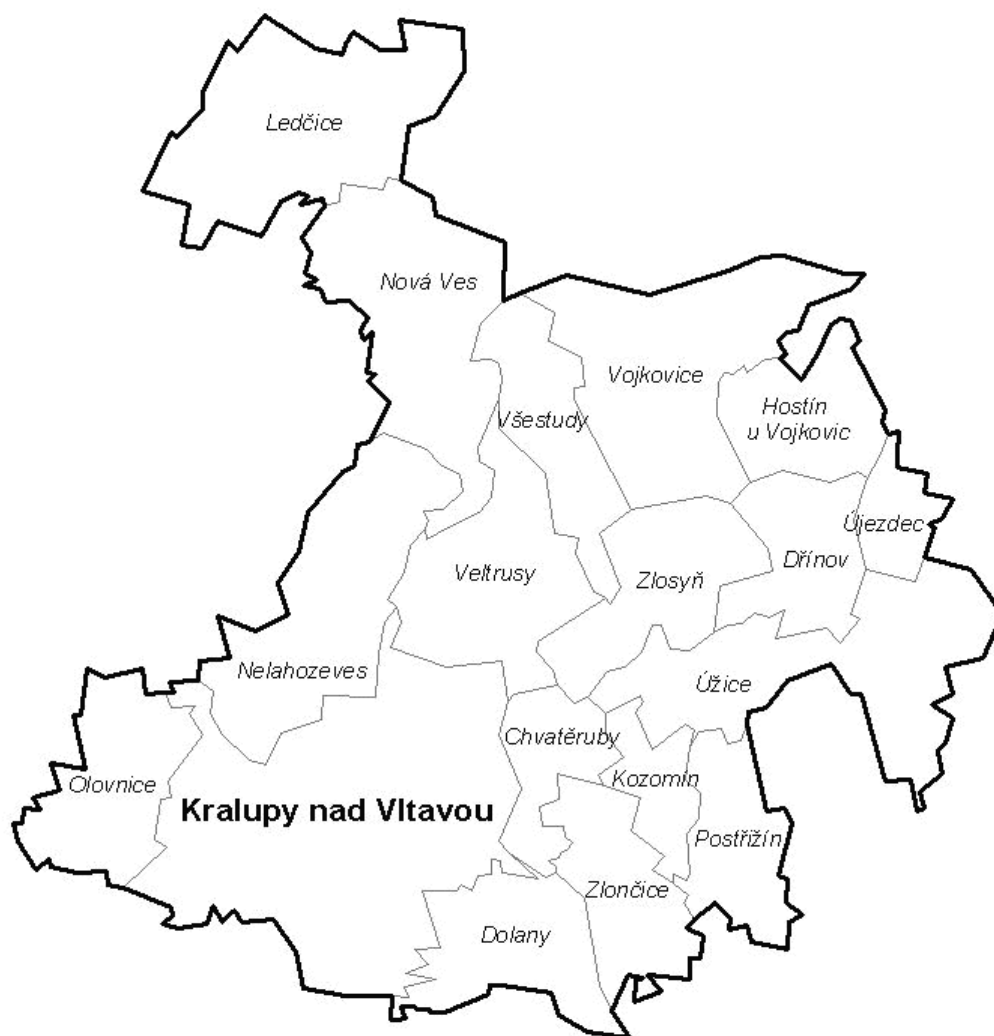 Ledčice
Nová Ves
Vojkovice
Všestudy
Hostín
u Vojkovic
Újezdec
Dřínov
Veltrusy
Zlosyň
Nelahozeves
Úžice
Chvatěruby
Olovnice
Kozomín
Kralupy nad Vltavou
Postřižín
Zlončice
Dolany